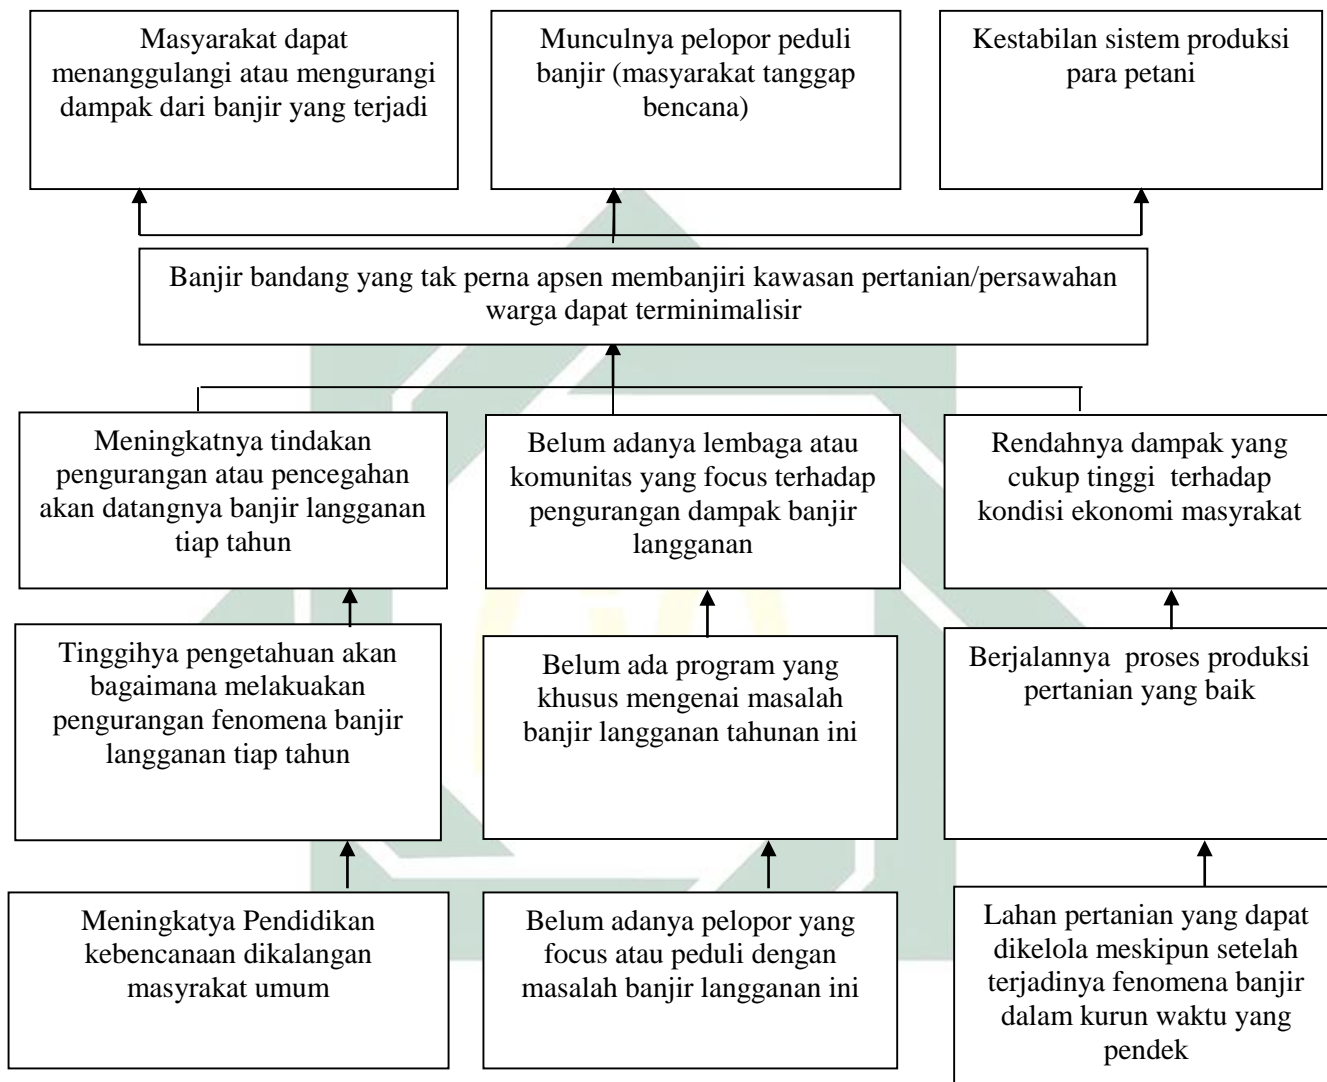 Masyarakat dapat
menanggulangi atau mengurangi
dampak dari banjir yang terjadi
Munculnya pelopor peduli
banjir (masyarakat tanggap
bencana)
Kestabilan sistem produksi
para petani
Banjir bandang yang tak perna apsen membanjiri kawasan pertanian/persawahan
warga dapat terminimalisir
Meningkatnya tindakan
pengurangan atau pencegahan
akan datangnya banjir langganan
tiap tahun
Belum adanya lembaga atau
komunitas yang focus terhadap
pengurangan dampak banjir
langganan
Rendahnya dampak yang
cukup tinggi terhadap
kondisi ekonomi masyrakat
Tinggihya pengetahuan akan
bagaimana melakuakan
pengurangan fenomena banjir
langganan tiap tahun
Belum ada program yang
khusus mengenai masalah
banjir langganan tahunan ini
Berjalannya proses produksi
pertanian yang baik
Meningkatya Pendidikan
kebencanaan dikalangan
masyrakat umum
Belum adanya pelopor yang
focus atau peduli dengan
masalah banjir langganan ini
Lahan pertanian yang dapat
dikelola meskipun setelah
terjadinya fenomena banjir
dalam kurun waktu yang
pendek